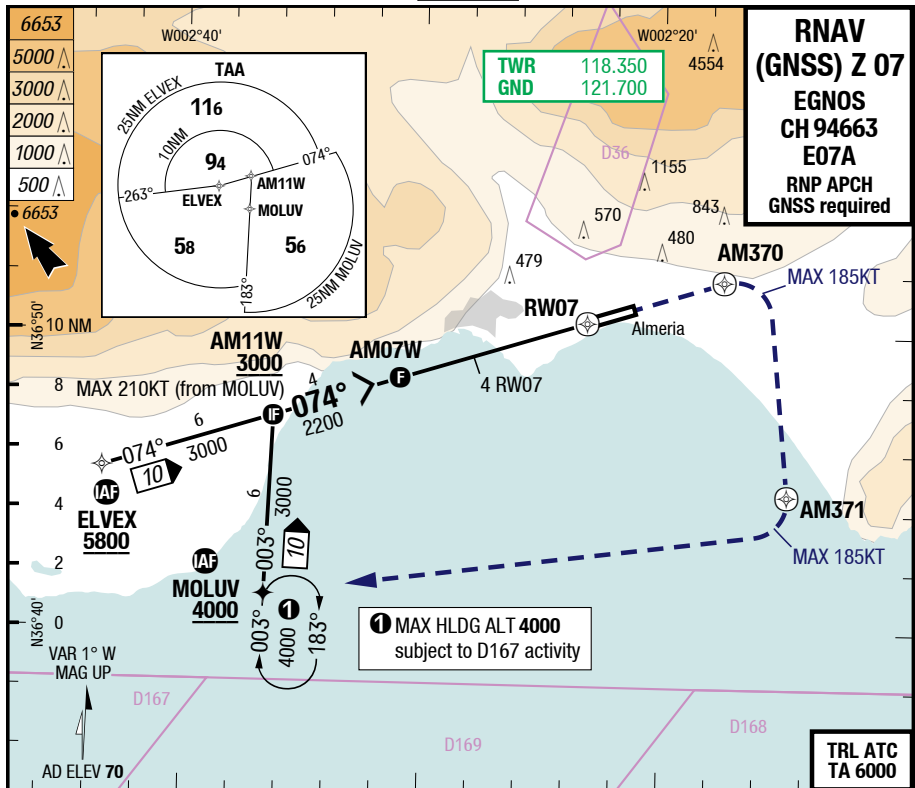 6653
5000
3000
2000
1000
500
6653
W002°40'
W002°20'
RNAV
(GNSS) Z 07
EGNOS
CH 94663
E07A
RNP APCH
GNSS required
TWR 118.350
GND 121.700
4554
D36
1155
843
570
480
479
TAA
25NM ELVEX
116
10NM
94
074°
263°
AM11W
ELVEX
MOLUV
58
56
183°
25NM MOLUV
AM370
MAX 185KT
RW07
Almeria
N36°50'
10 NM
AM11W
3000
AM07W
F
8
MAX 210KT (from MOLUV)
4
074°
2200
4 RW07
IF
6
6
074°
3000
10
IAF
ELVEX
5800
4
6
3000
AM371
MAX 185KT
IAF
2
MOLUV
4000
003°
10
N36°40'
0
003°
1
4000
183°
1 MAX HLDG ALT 4000
subject to D167 activity
VAR 1° W
MAG UP
D167
D169
D168
AD ELEV 70
TRL ATC
TA 6000